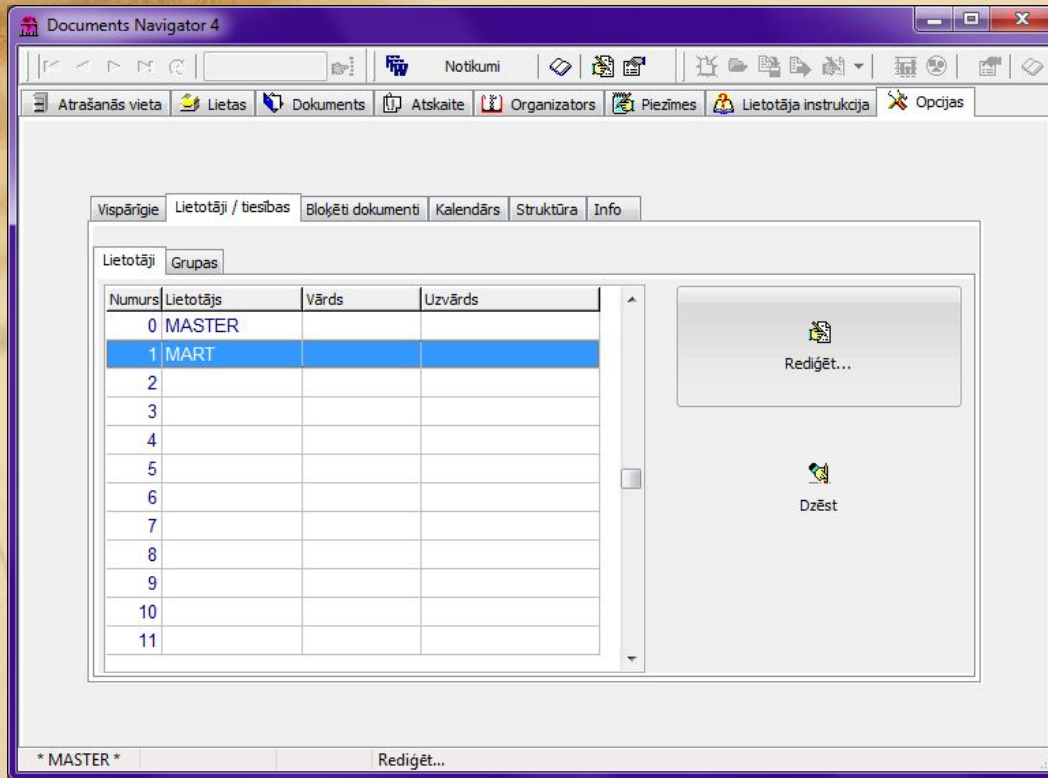 Documents Navigator 4
Notikumi
Atrašanās vieta Lietas Dokuments Atskaite Organizators Piezīmes Lietotāja instrukcija Opcijas
Vispārīgie Lietotāji / tiesības Bloķēti dokumenti Kalendārs Struktūra Info
Lietotāji Grupas
Numurs Lietotājs Vārds Uzvārds
0 MASTER
1 MART
Rediģēt...
2
3
4
5
6
Dzēst
7
8
9
10
11
* MASTER * Rediģēt...